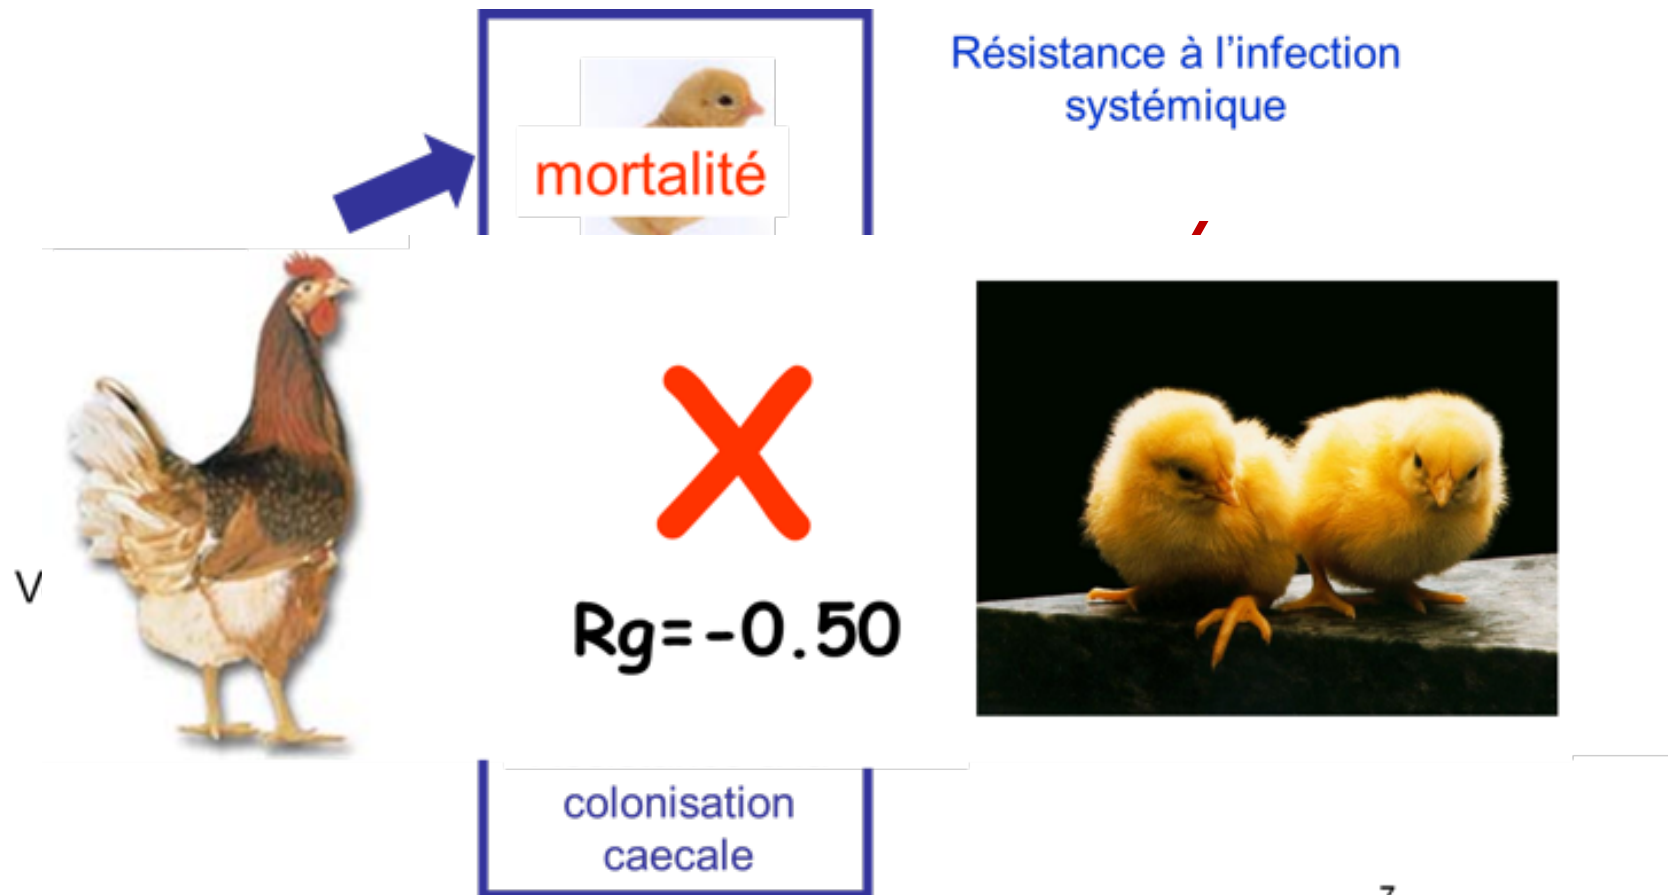 Résistance à l'infection
systémique
mortalité
V
Rg=-0.50
colonisation
caecale